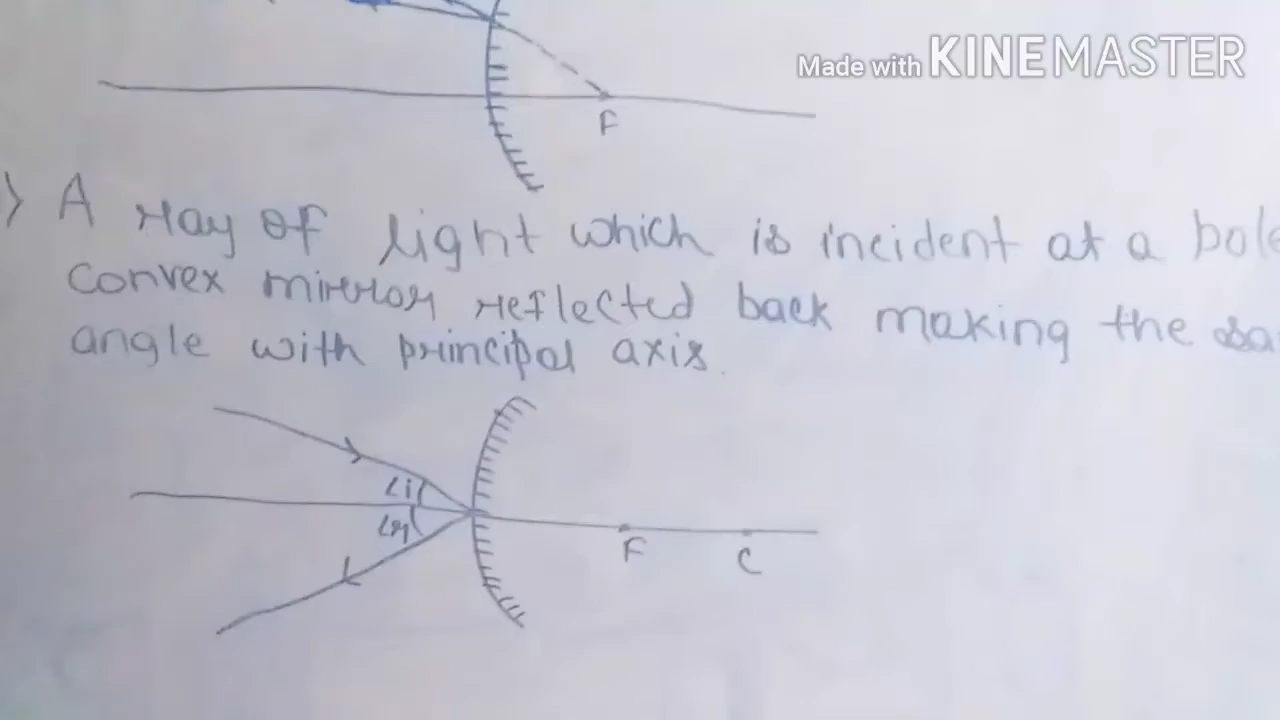 Made with KINEMASTER
F
> A ray of light which is incident at a
convex mirror reflected back making the
angle with principal axis.
∠i
∠r
F
C